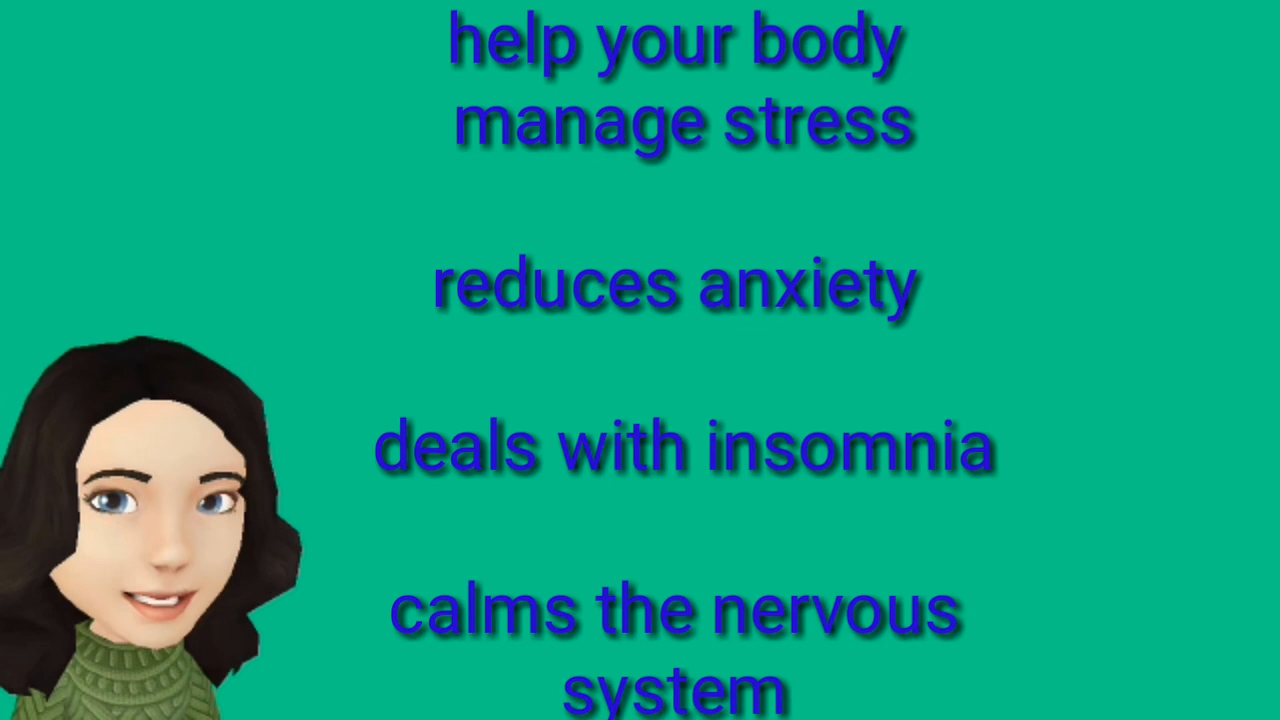 help your body
manage stress
reduces anxiety
deals with insomnia
calms the nervous
system